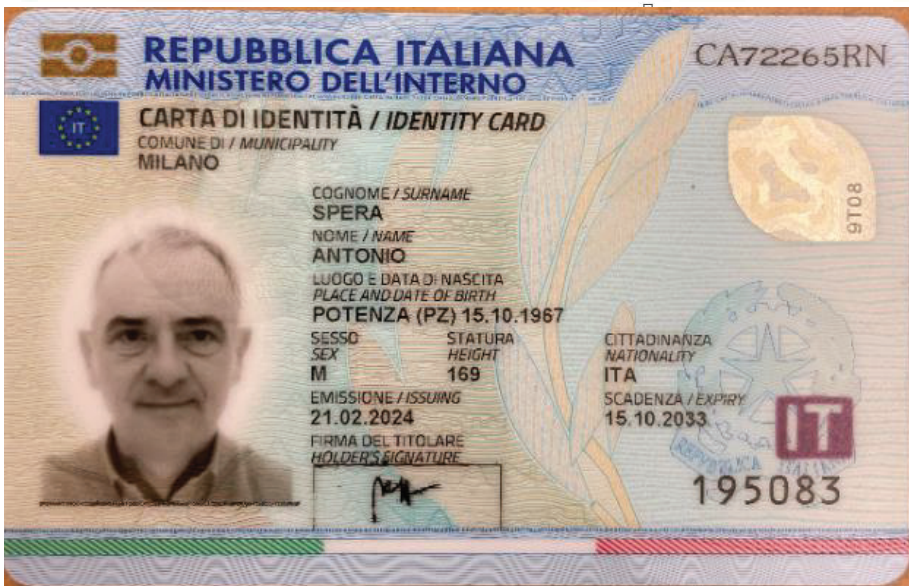 REPUBBLICA ITALIANA
MINISTERO DELL'INTERNO
CA72265RN
IT
CARTA DI IDENTITÀ / IDENTITY CARD
COMUNE DI / MUNICIPALITY
MILANO
COGNOME / SURNAME
SPERA
NOME / NAME
ANTONIO
LUOGO E DATA DI NASCITA
PLACE AND DATE OF BIRTH
POTENZA (PZ) 15.10.1967
SESSO
SEX
M
STATURA
HEIGHT
169
CITTADINANZA
NATIONALITY
ITA
EMISSIONE / ISSUING
21.02.2024
SCADENZA / EXPIRY
15.10.2033
FIRMA DEL TITOLARE
HOLDER'S SIGNATURE
9T08
IT
REPVBBLICA ITALIANA
195083